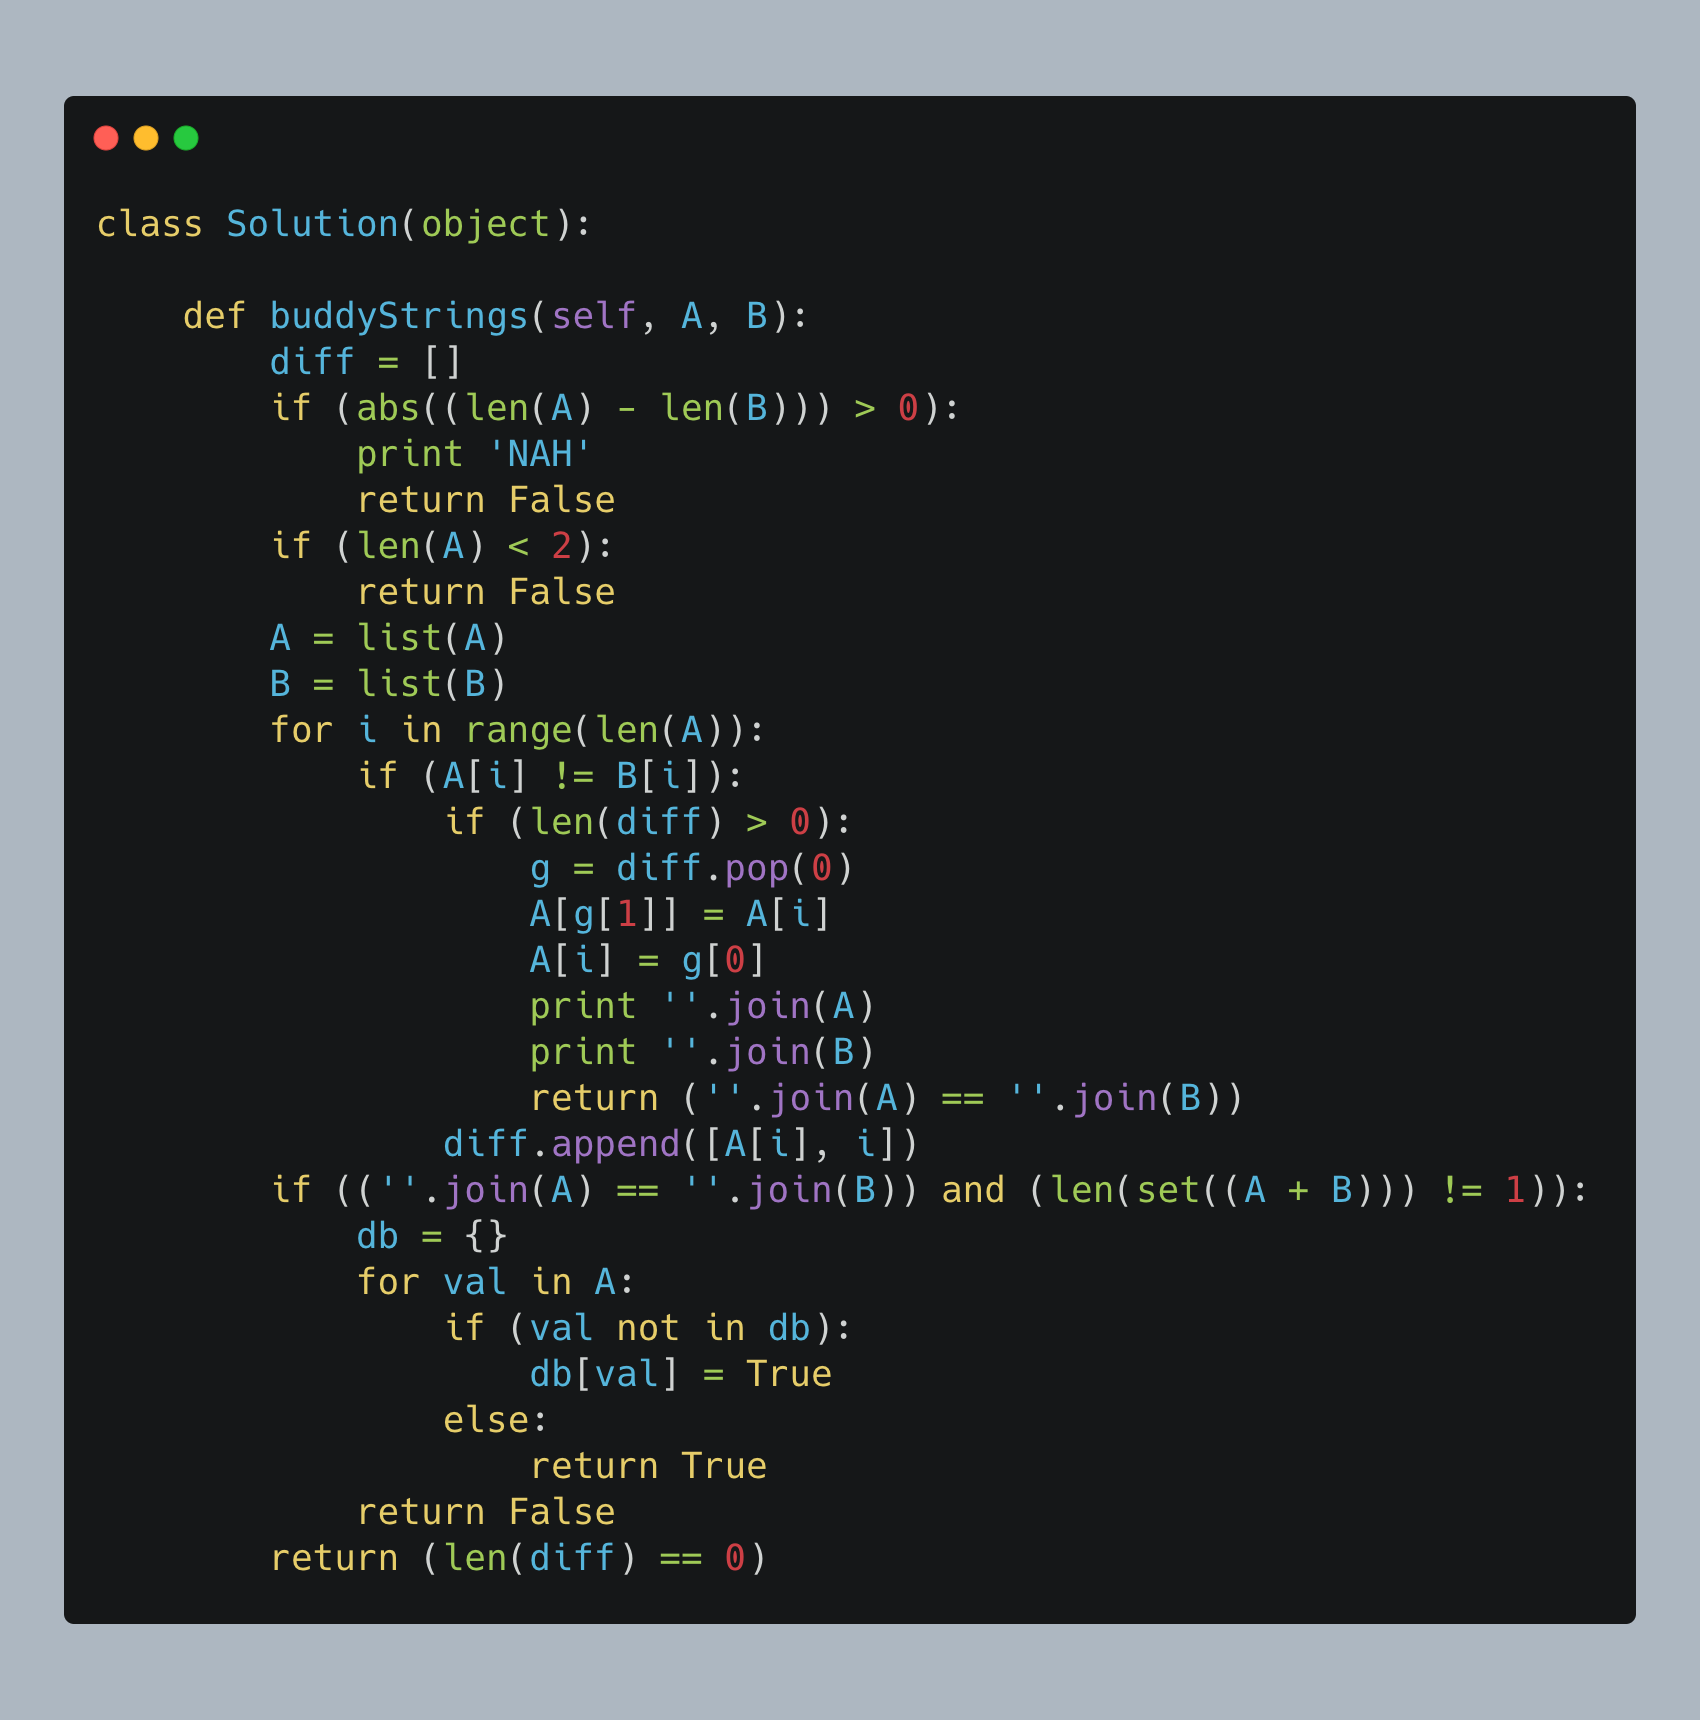 class Solution(object):

    def buddyStrings(self, A, B):
        diff = []
        if (abs((len(A) - len(B))) > 0):
            print 'NAH'
            return False
        if (len(A) < 2):
            return False
        A = list(A)
        B = list(B)
        for i in range(len(A)):
            if (A[i] != B[i]):
                if (len(diff) > 0):
                    g = diff.pop(0)
                    A[g[1]] = A[i]
                    A[i] = g[0]
                    print ''.join(A)
                    print ''.join(B)
                    return (''.join(A) == ''.join(B))
                diff.append([A[i], i])
        if ((''.join(A) == ''.join(B)) and (len(set((A + B))) != 1)):
            db = {}
            for val in A:
                if (val not in db):
                    db[val] = True
                else:
                    return True
            return False
        return (len(diff) == 0)